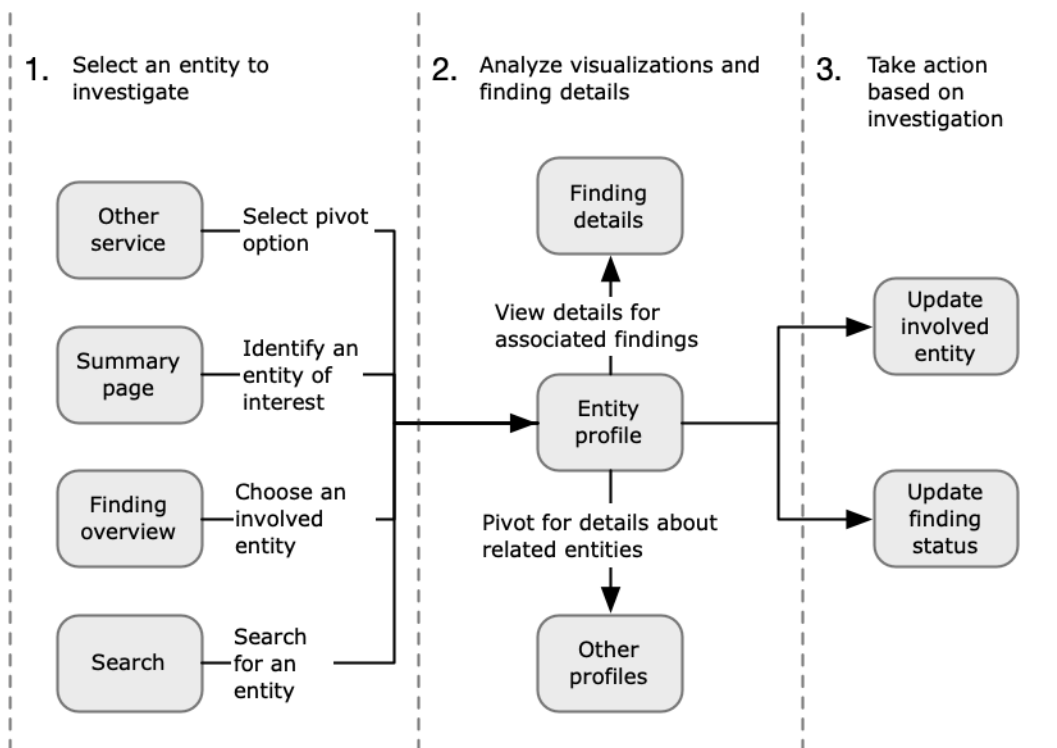 1. Select an entity to
investigate
2. Analyze visualizations and
finding details
3. Take action
based on
investigation
Other
service
Select pivot
option
Summary
page
Identify an
entity of
interest
Finding
overview
Choose an
involved
entity
Search
Search
for an
entity
Finding
details
View details for
associated findings
Entity
profile
Pivot for details about
related entities
Other
profiles
Update
involved
entity
Update
finding
status